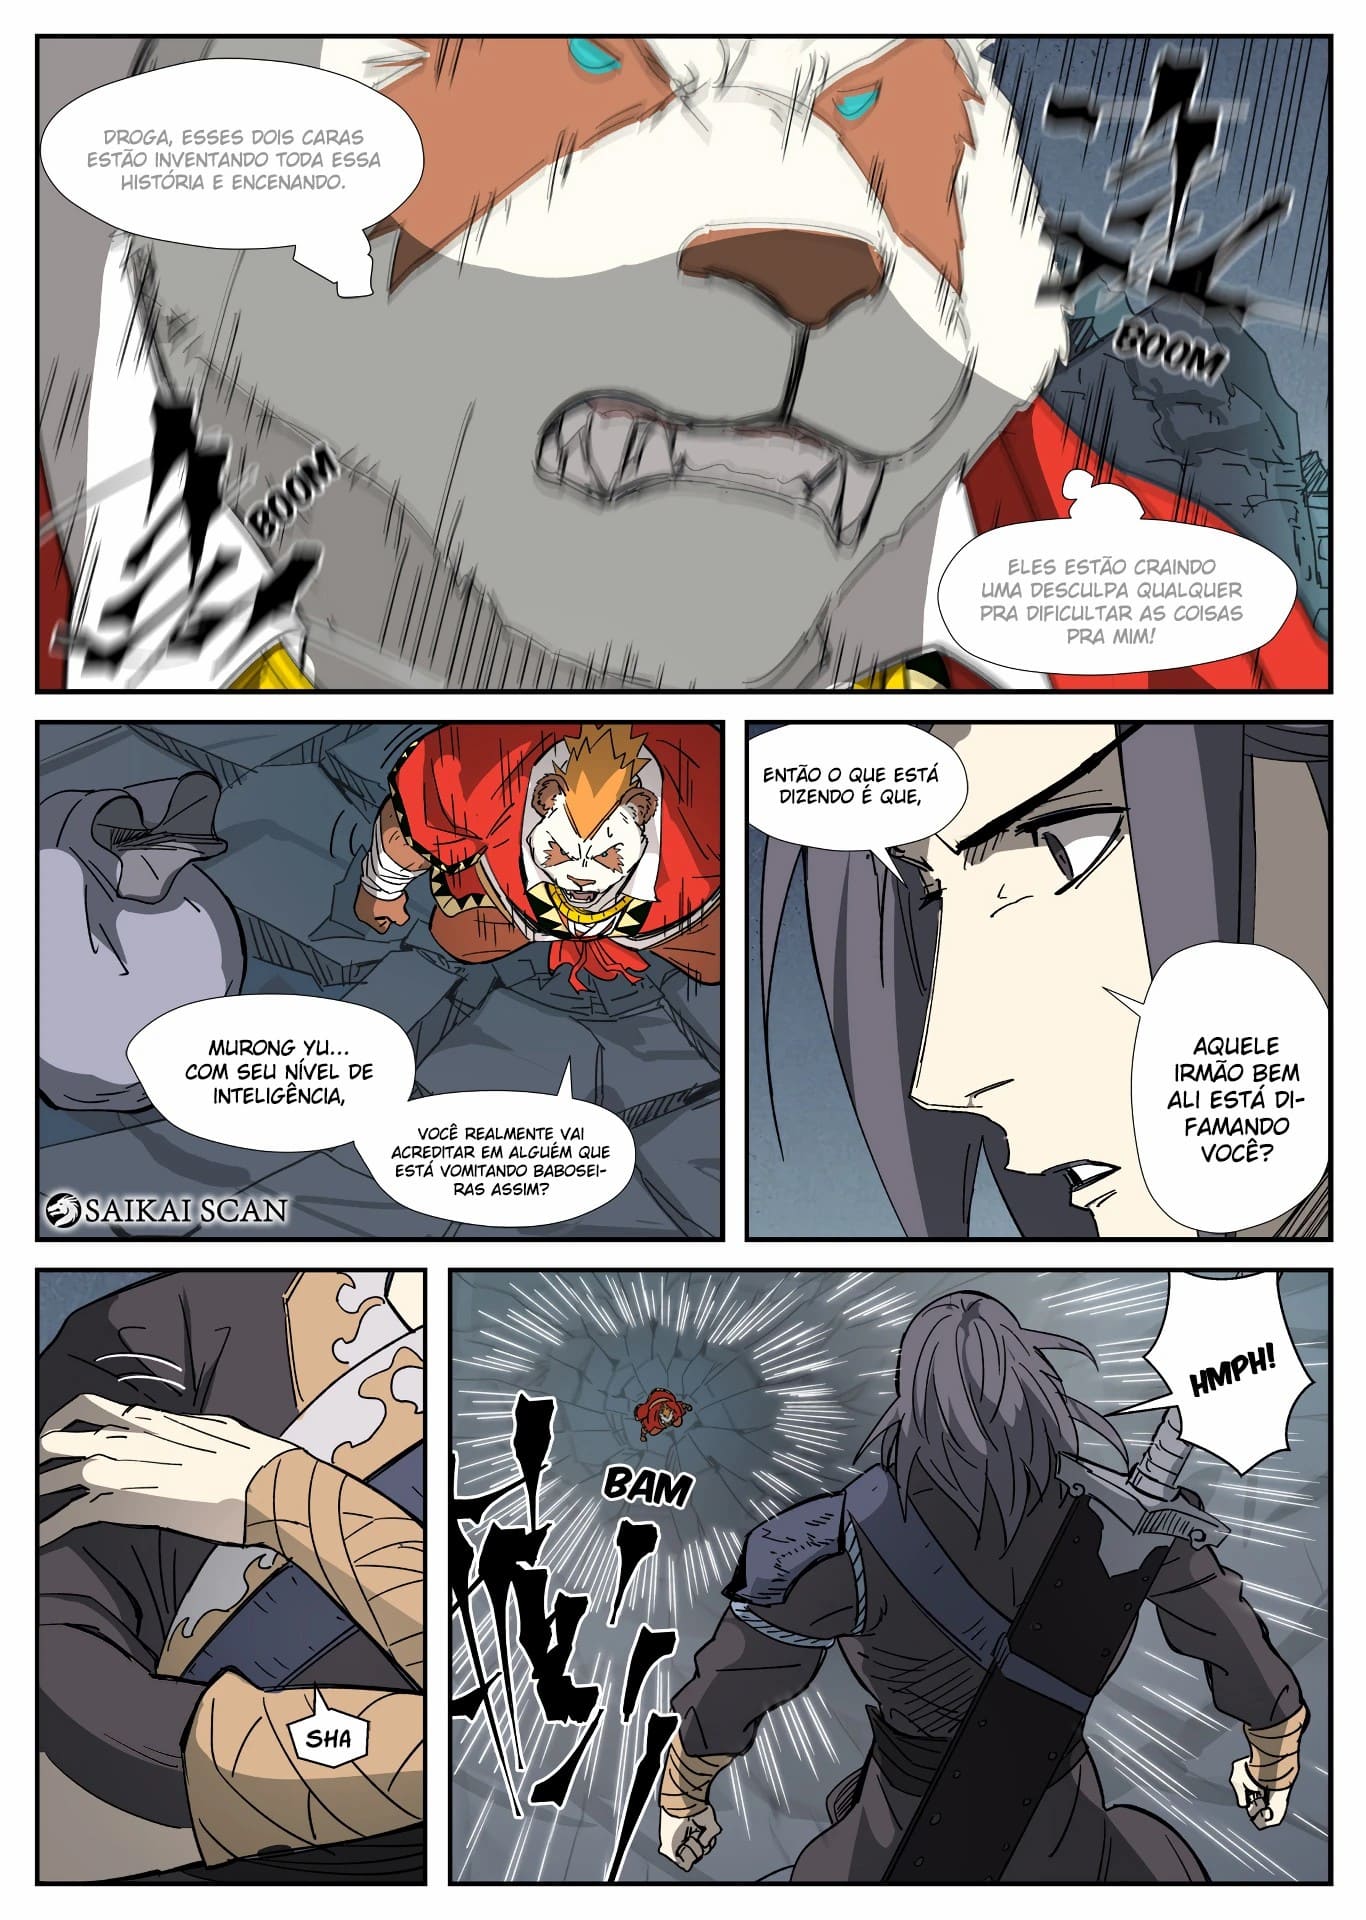 DROGA, ESSES DOIS CARAS
ESTÃO INVENTANDO TODA ESSA
HISTÓRIA E ENCENANDO.
BOOM
BOOM
ELES ESTÃO CRAINDO
UMA DESCULPA QUALQUER
PRA DIFICULTAR AS COISAS
PRA MIM!
MURONG YU...
COM SEU NÍVEL DE
INTELIGÊNCIA,
VOCÊ REALMENTE VAI
ACREDITAR EM ALGUÉM QUE
ESTÁ VOMITANDO BABOSEI-
RAS ASSIM?
SAIKAI SCAN
ENTÃO O QUE ESTÁ
DIZENDO É QUE,
AQUELE
IRMÃO BEM
ALI ESTÁ DI-
FAMANDO
VOCÊ?
SHA
HMPH!
BAM